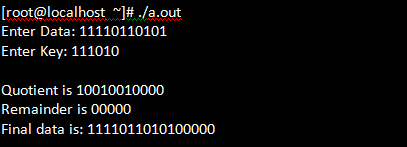 [root@localhost ~]# ./a.out
Enter Data: 11110110101
Enter Key: 111010
Quotient is 10010010000
Remainder is 00000
Final data is: 1111011010100000